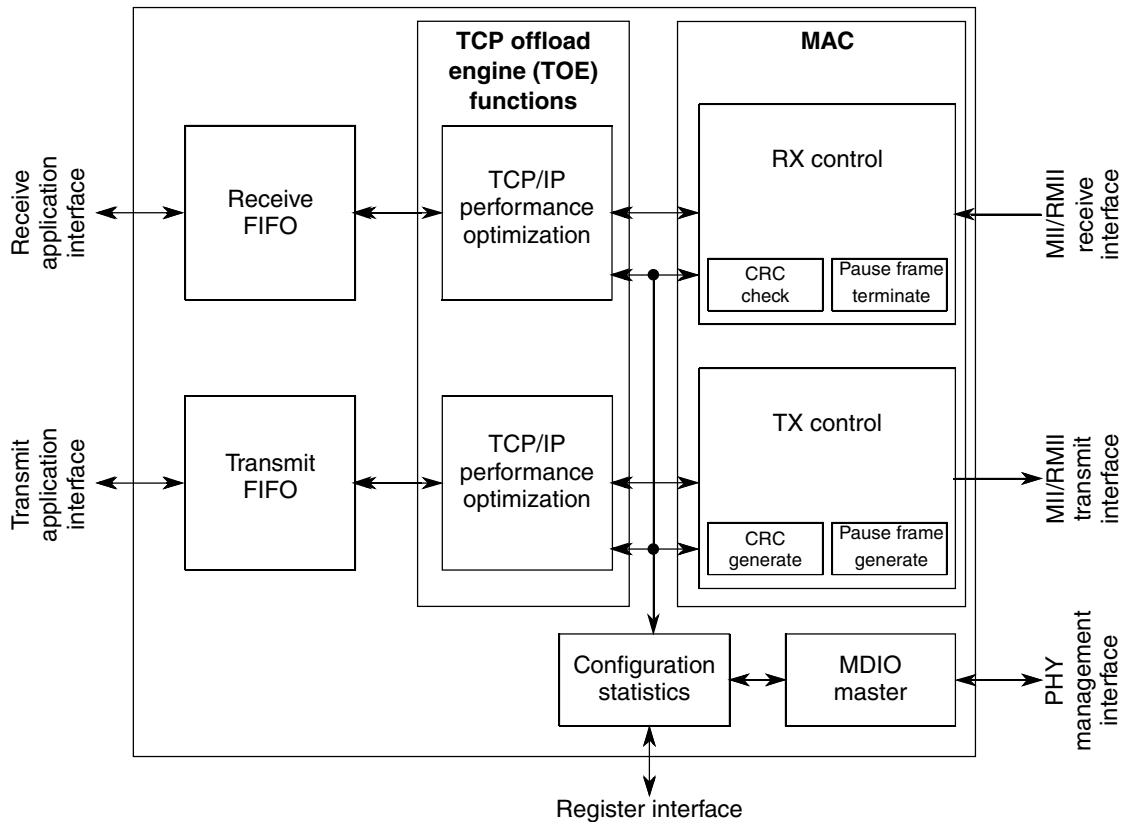 TCP offload
engine (TOE)
functions
MAC
Receive
application
interface
Receive
FIFO
TCP/IP
performance
optimization
RX control
CRC
check
Pause frame
terminate
MII/RMII
receive
interface
Transmit
application
interface
Transmit
FIFO
TCP/IP
performance
optimization
TX control
CRC
generate
Pause frame
generate
MII/RMII
transmit
interface
Configuration
statistics
MDIO
master
PHY
management
interface
Register interface